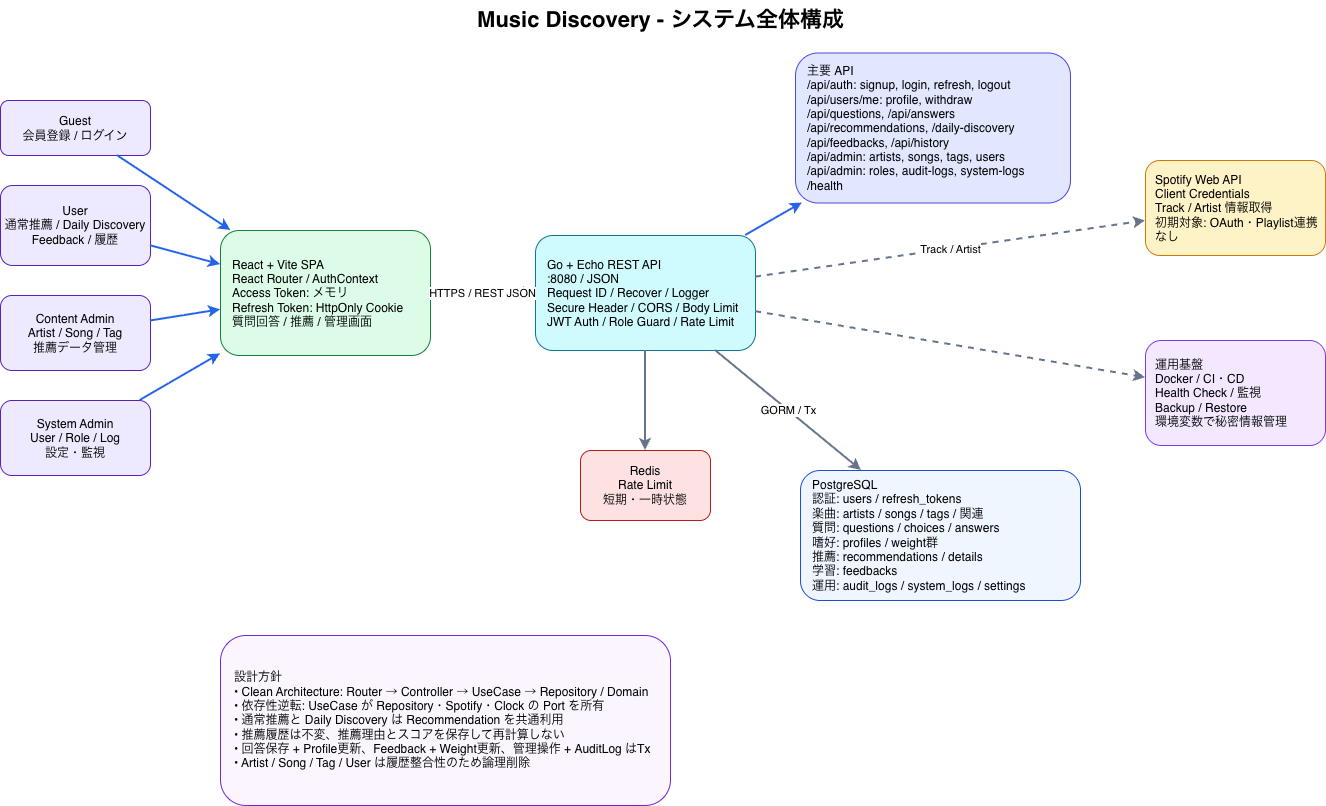 Music Discovery - システム全体構成
主要 API
/api/auth: signup, login, refresh, logout
/api/users/me: profile, withdraw
/api/questions, /api/answers
/api/recommendations, /daily-discovery
/api/feedbacks, /api/history
/api/admin: artists, songs, tags, users
/api/admin: roles, audit-logs, system-logs
/health
Guest
会員登録 / ログイン
User
通常推薦 / Daily Discovery
Feedback / 履歴
Content Admin
Artist / Song / Tag
推薦データ管理
System Admin
User / Role / Log
設定・監視
React + Vite SPA
React Router / AuthContext
Access Token: メモリ
Refresh Token: HttpOnly Cookie
質問回答 / 推薦 / 管理画面
HTTPS / REST JSON
Go + Echo REST API
:8080 / JSON
Request ID / Recover / Logger
Secure Header / CORS / Body Limit
JWT Auth / Role Guard / Rate Limit
Track / Artist
Spotify Web API
Client Credentials
Track / Artist 情報取得
初期対象: OAuth・Playlist連携
なし
運用基盤
Docker / CI・CD
Health Check / 監視
Backup / Restore
環境変数で秘密情報管理
GORM / Tx
Redis
Rate Limit
短期・一時状態
PostgreSQL
認証: users / refresh_tokens
楽曲: artists / songs / tags / 関連
質問: questions / choices / answers
嗜好: profiles / weight群
推薦: recommendations / details
学習: feedbacks
運用: audit_logs / system_logs / settings
設計方針
• Clean Architecture: Router → Controller → UseCase → Repository / Domain
• 依存性逆転: UseCase が Repository・Spotify・Clock の Port を所有
• 通常推薦と Daily Discovery は Recommendation を共通利用
• 推薦履歴は不変、推薦理由とスコアを保存して再計算しない
• 回答保存 + Profile更新、Feedback + Weight更新、管理操作 + AuditLog はTx
• Artist / Song / Tag / User は履歴整合性のため論理削除